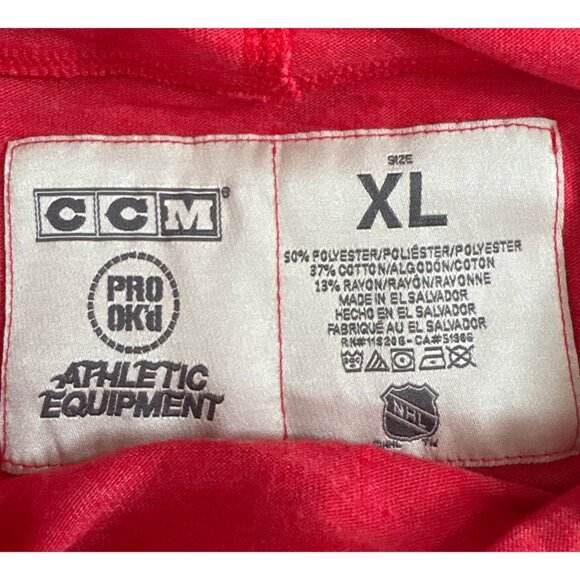 CCM®
PRO
OK'd
ATHLETIC
EQUIPMENT
SIZE
XL
50% POLYESTER/POLIÉSTER/POLYESTER
37% COTTON/ALGODÓN/COTON
13% RAYON/RAYÓN/RAYONNE
MADE IN EL SALVADOR
HECHO EN EL SALVADOR
FABRIQUÉ AU EL SALVADOR
NHL